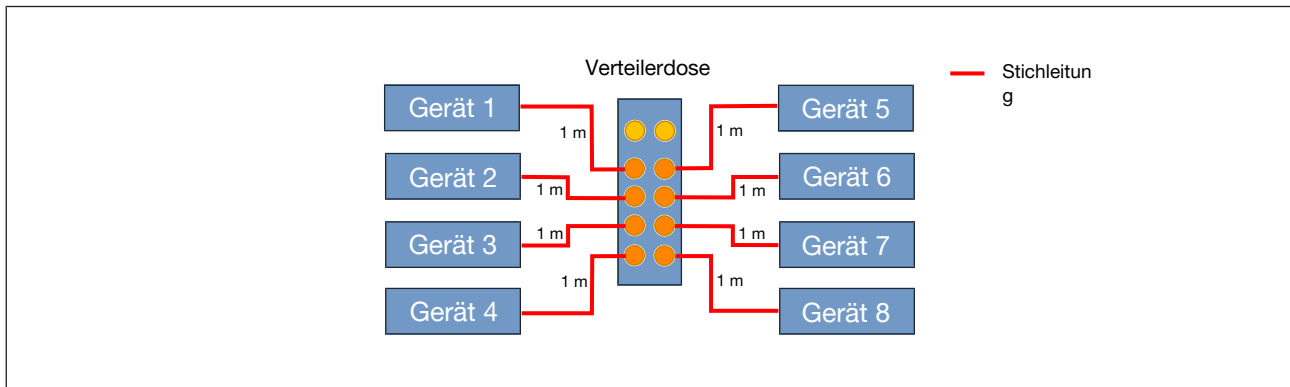 Verteilerdose
Stichleitun
g
Gerät 1
1 m
Gerät 2
1 m
Gerät 3
1 m
Gerät 4
1 m
Gerät 5
1 m
Gerät 6
1 m
Gerät 7
1 m
Gerät 8
1 m